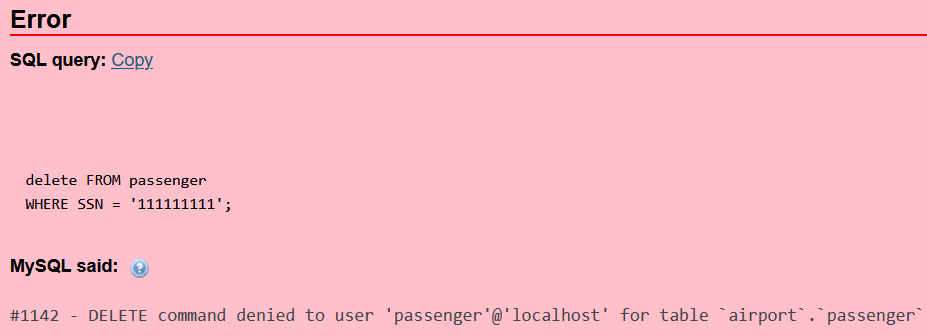 Error
SQL query: Copy
delete FROM passenger
WHERE SSN = '111111111';
MySQL said:
#1142 - DELETE command denied to user 'passenger'@'localhost' for table `airport`.`passenger`